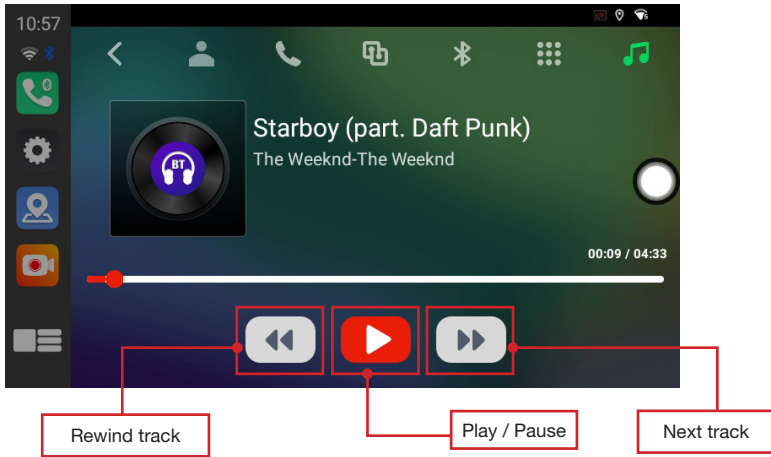 10:57
BT
Starboy (part. Daft Punk)
The Weeknd-The Weeknd
00:09 / 04:33
Rewind track
Play / Pause
Next track